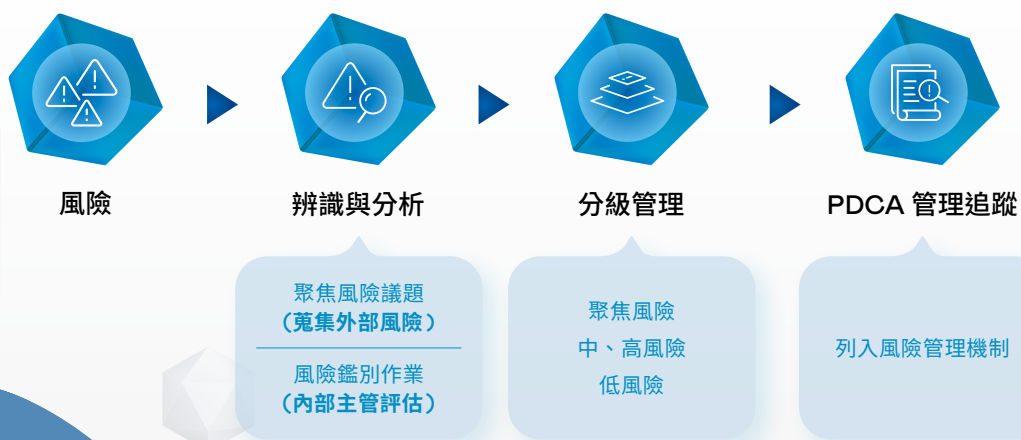 風險
辨識與分析
分級管理
PDCA 管理追蹤
聚焦風險議題
（蒐集外部風險）
風險鑑別作業
（內部主管評估）
聚焦風險
中、高風險
低風險
列入風險管理機制